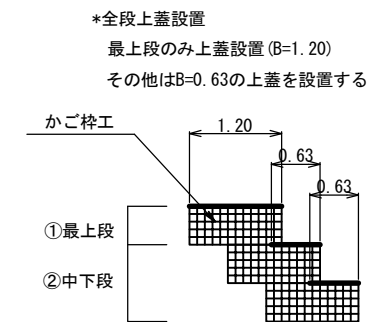 *全段上蓋設置
最上段のみ上蓋設置(B=1.20)
その他はB=0.63の上蓋を設置する
かご枠工
1.20
0.63
0.63
①最上段
②中下段